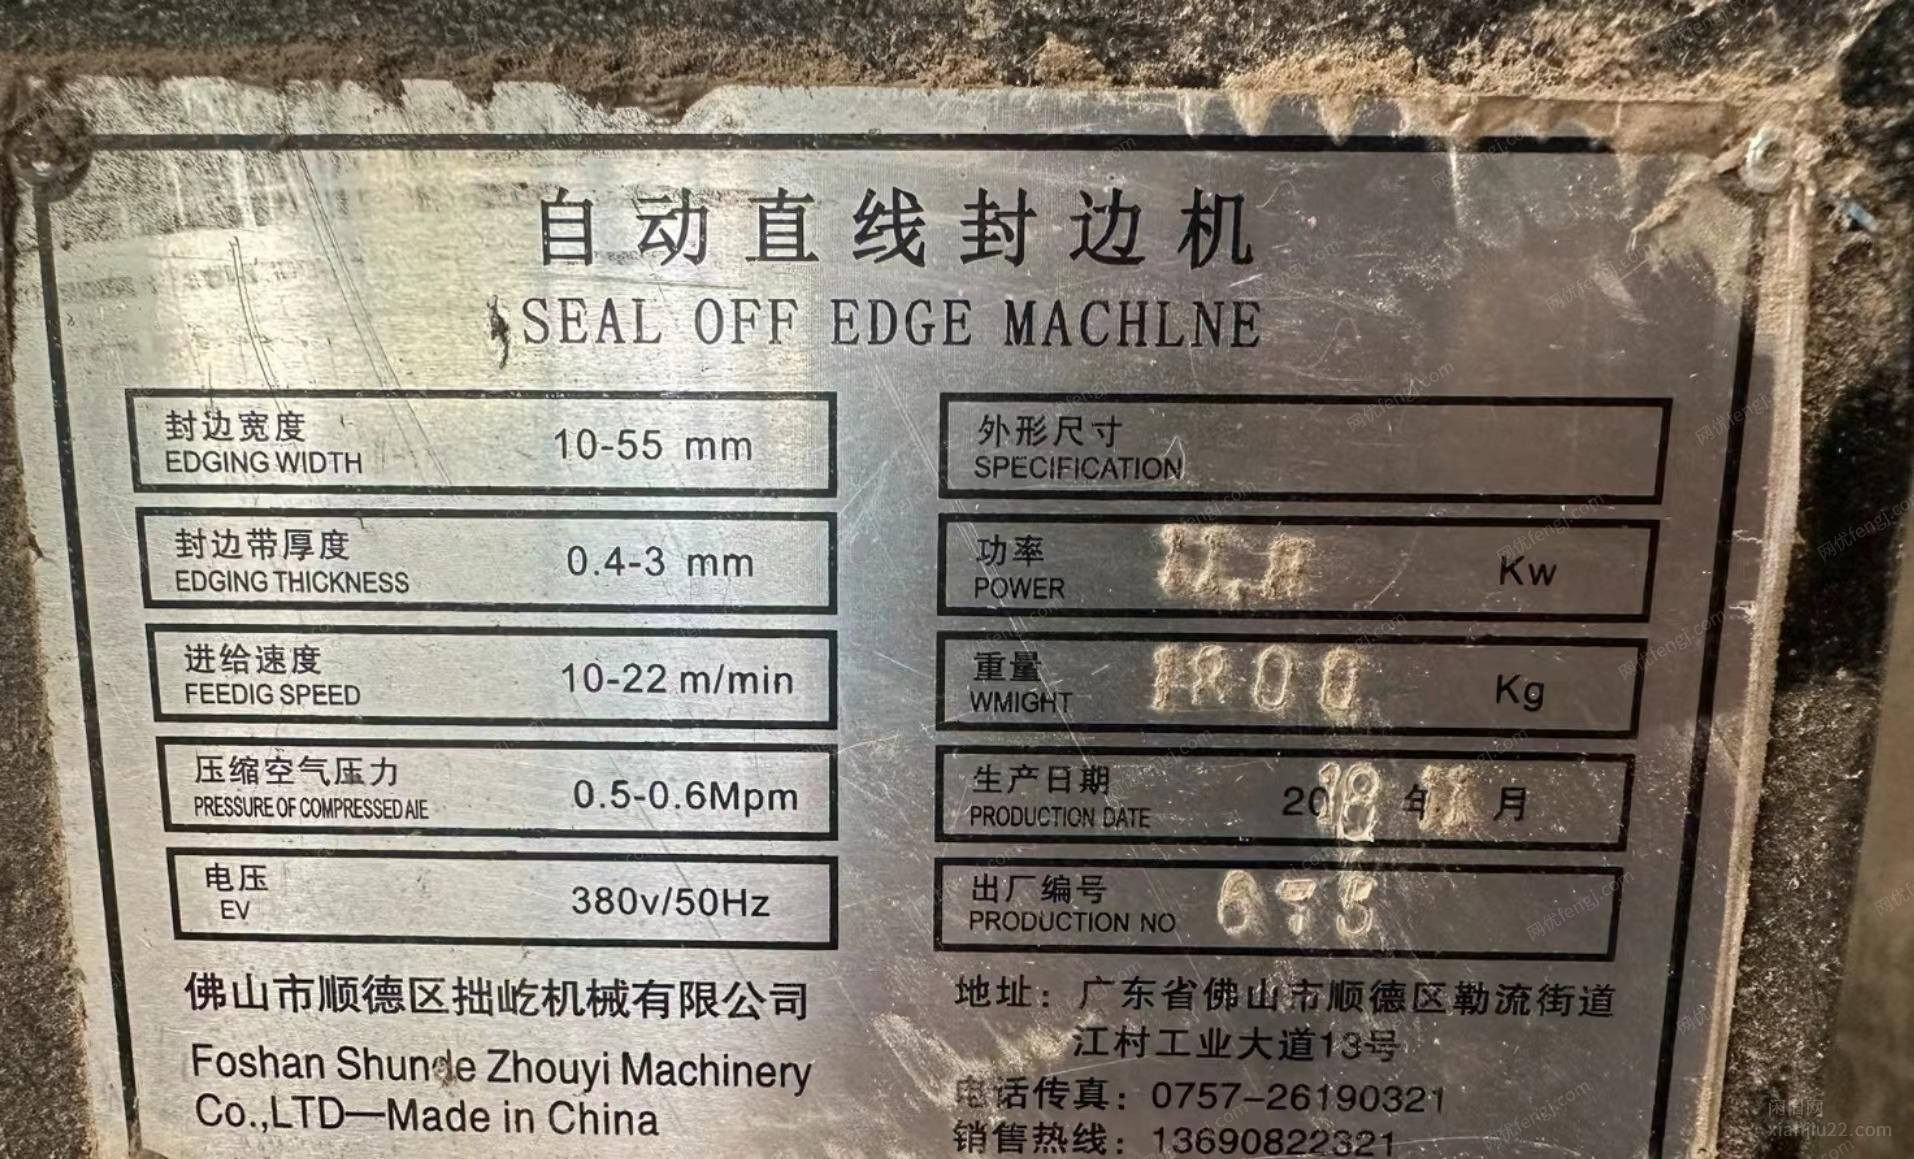 自动直线封边机
SEAL OFF EDGE MACHLNE
封边宽度
EDGING WIDTH
10-55 mm
封边带厚度
EDGING THICKNESS
0.4-3 mm
进给速度
FEEDIG SPEED
10-22 m/min
压缩空气压力
PRESSURE OF COMPRESSED AIE
0.5-0.6Mpm
电压
EV
380v/50Hz
外形尺寸
SPECIFICATION
功率
POWER
Kw
重量
WMIGHT
1800
Kg
生产日期
PRODUCTION DATE
2018 年 月
出厂编号
PRODUCTION NO
675
佛山市顺德区拙屹机械有限公司
Foshan Shunde Zhouyi Machinery
Co.,LTD—Made in China
地址：广东省佛山市顺德区勒流街道
江村工业大道13号
电话传真：0757-26190321
销售热线：13690822321
闲旧网
xianjiu22.com